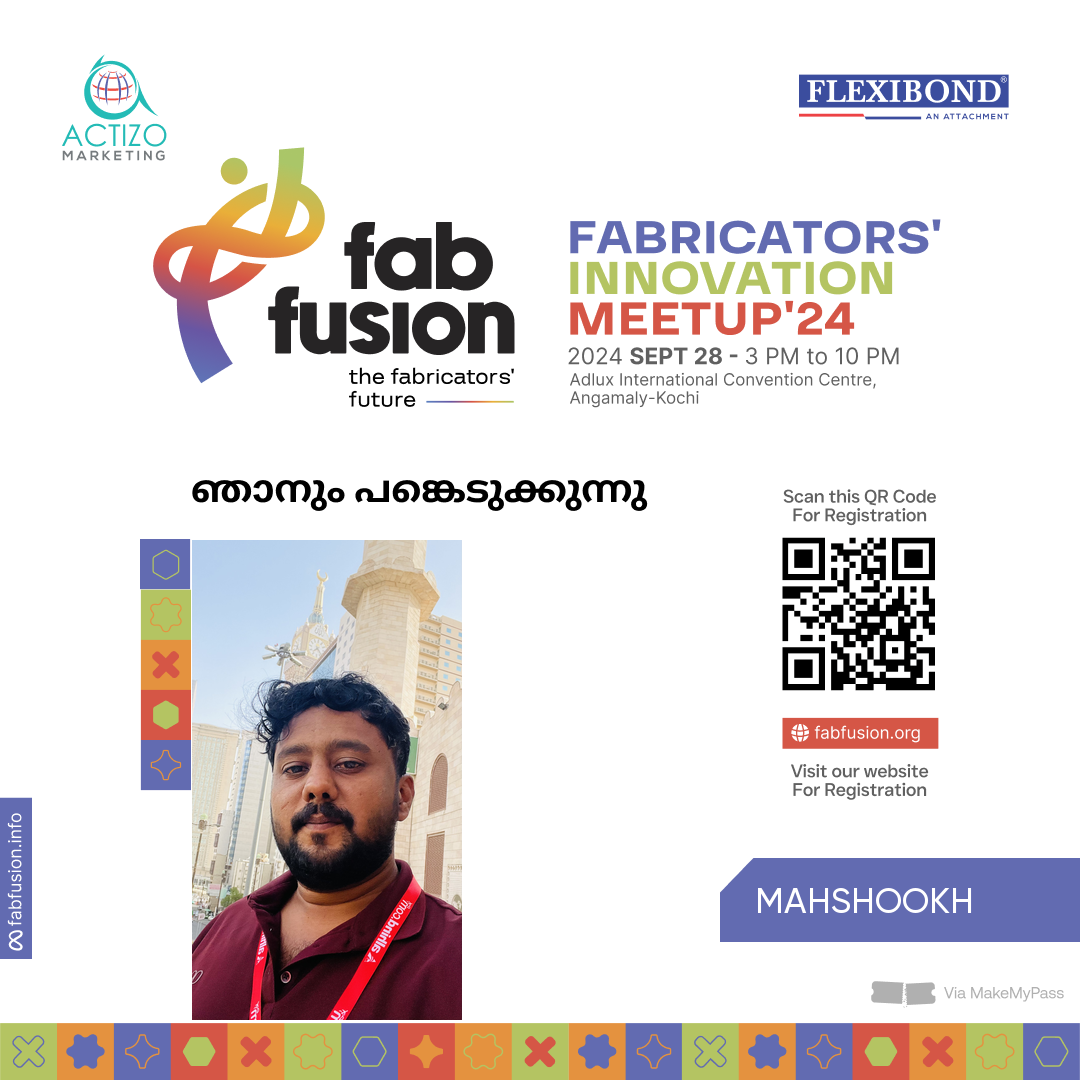 ACTIZO
MARKETING
FLEXIBOND®
AN ATTACHMENT
fab
fusion
the fabricators'
future
FABRICATORS'
INNOVATION
MEETUP'24
2024 SEPT 28 - 3 PM to 10 PM
Adlux International Convention Centre,
Angamaly-Kochi
ഞാനും പങ്കെടുക്കുന്നു
Scan this QR Code
For Registration
fabfusion.org
Visit our website
For Registration
fabfusion.info
MAHSHOOKH
Via MakeMyPass